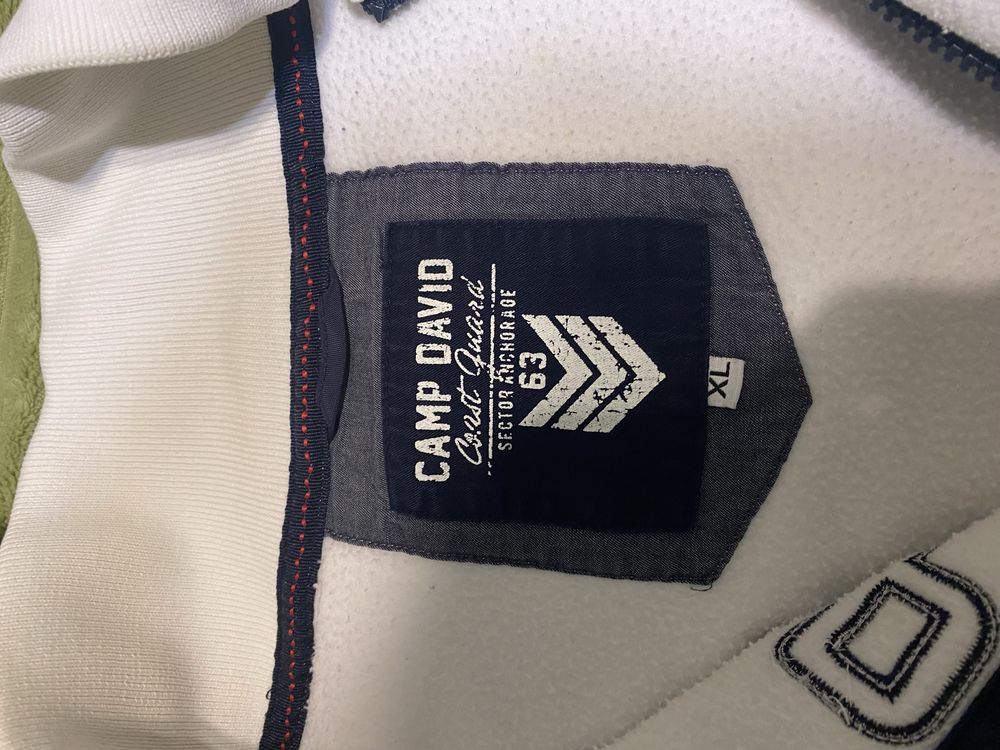 CAMP DAVID
Coast Guard
SECTOR ANCHORAGE
63
XL